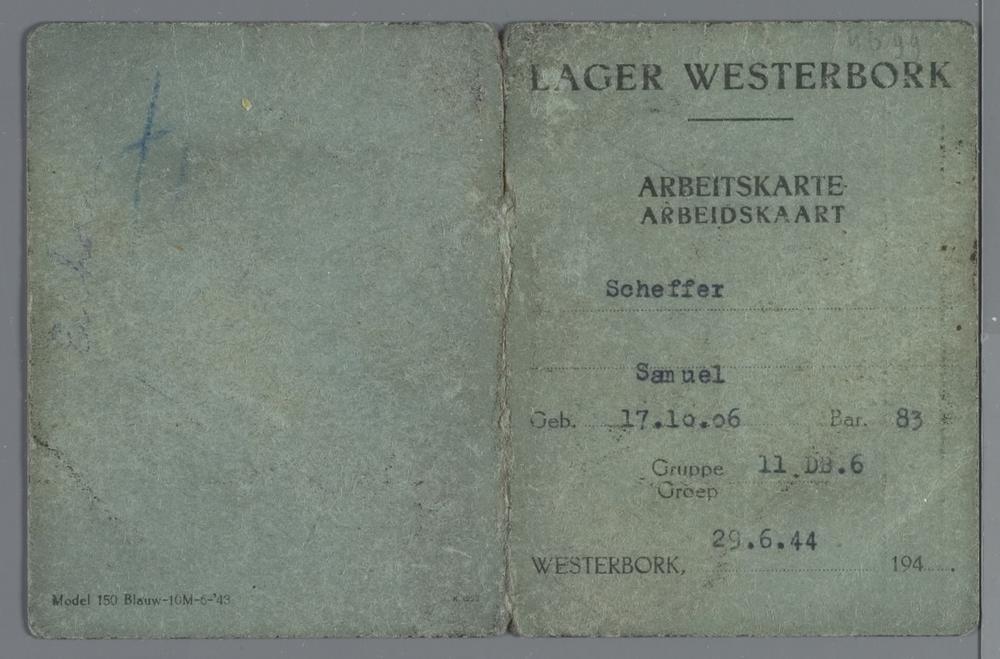 Model 150 Blauw-10M-6-'43
LAGER WESTERBORK
ARBEITSKARTE
ARBEIDSKAART
Scheffer
Samuel
Geb. 17.10.06 Bar. 83
Gruppe 11 DB.6
Groep
29.6.44
WESTERBORK, 194